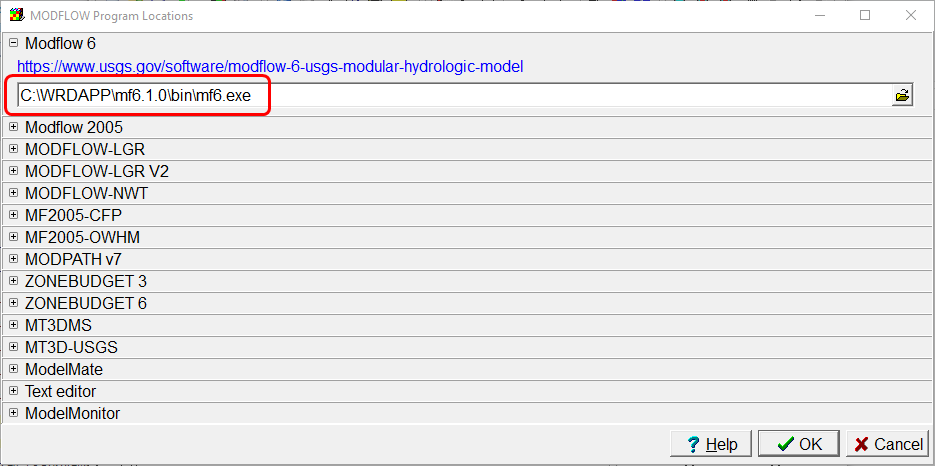 MODFLOW Program Locations
Modflow 6
https://www.usgs.gov/software/modflow-6-usgs-modular-hydrologic-model
C:\WRDAPP\mf6.1.0\bin\mf6.exe
Modflow 2005
MODFLOW-LGR
MODFLOW-LGR V2
MODFLOW-NWT
MF2005-CFP
MF2005-OWHM
MODPATH v7
ZONEBUDGET 3
ZONEBUDGET 6
MT3DMS
MT3D-USGS
ModelMate
Text editor
ModelMonitor
? Help OK Cancel